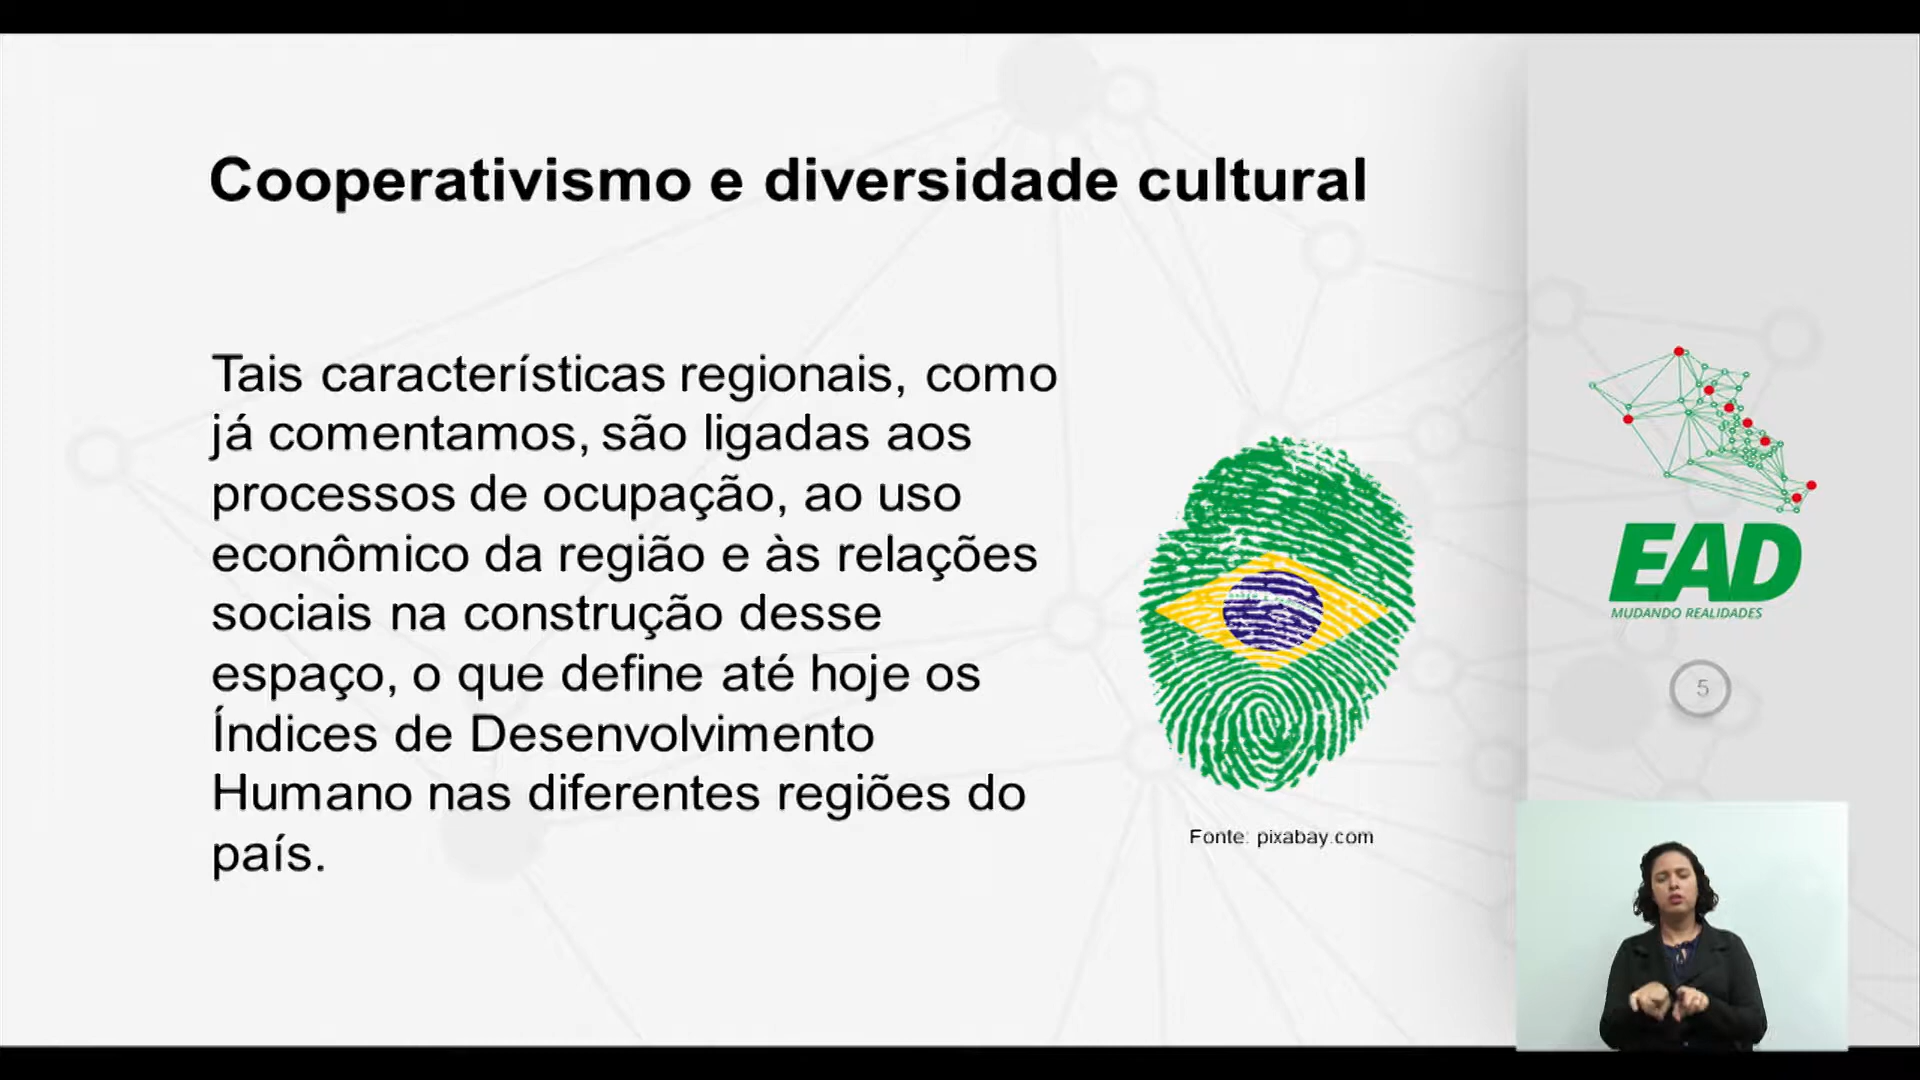 Cooperativismo e diversidade cultural
Tais características regionais, como
já comentamos, são ligadas aos
processos de ocupação, ao uso
econômico da região e às relações
sociais na construção desse
espaço, o que define até hoje os
Índices de Desenvolvimento
Humano nas diferentes regiões do
país.
Fonte: pixabay.com
EAD
MUDANDO REALIDADES
5